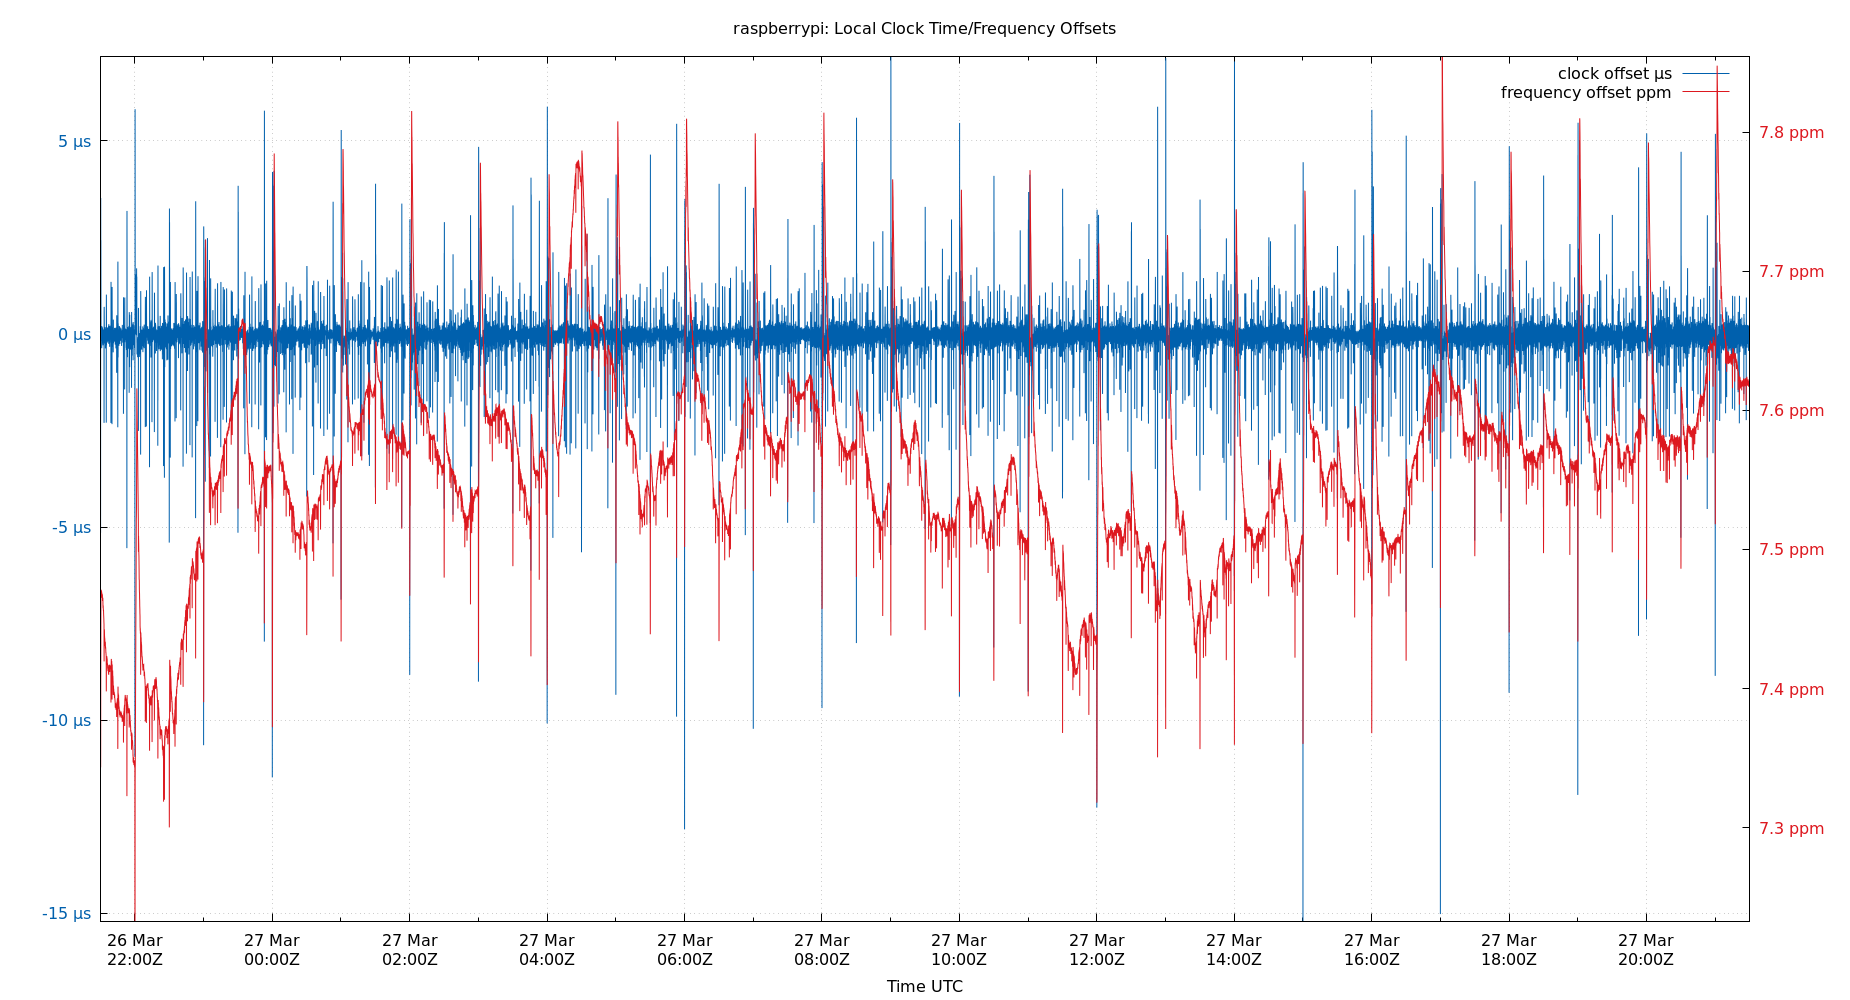 raspberrypi: Local Clock Time/Frequency Offsets
clock offset µs
frequency offset ppm
5 µs
0 µs
-5 µs
-10 µs
-15 µs
7.8 ppm
7.7 ppm
7.6 ppm
7.5 ppm
7.4 ppm
7.3 ppm
26 Mar 27 Mar 27 Mar 27 Mar 27 Mar 27 Mar 27 Mar 27 Mar 27 Mar 27 Mar 27 Mar 27 Mar
22:00Z 00:00Z 02:00Z 04:00Z 06:00Z 08:00Z 10:00Z 12:00Z 14:00Z 16:00Z 18:00Z 20:00Z
Time UTC